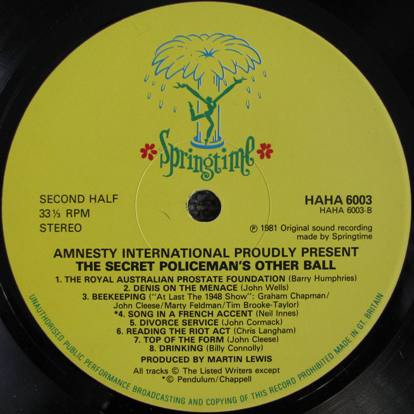 Springtime
SECOND HALF
33⅓ RPM
STEREO
HAHA 6003
HAHA 6003-B
℗ 1981 Original sound recording
made by Springtime
AMNESTY INTERNATIONAL PROUDLY PRESENT
THE SECRET POLICEMAN'S OTHER BALL
1. THE ROYAL AUSTRALIAN PROSTATE FOUNDATION (Barry Humphries)
2. DENIS ON THE MENACE (John Wells)
3. BEEKEEPING ("At Last The 1948 Show": Graham Chapman/
John Cleese/Marty Feldman/Tim Brooke-Taylor)
*4. SONG IN A FRENCH ACCENT (Neil Innes)
5. DIVORCE SERVICE (John Cormack)
6. READING THE RIOT ACT (Chris Langham)
7. TOP OF THE FORM (John Cleese)
8. DRINKING (Billy Connolly)
PRODUCED BY MARTIN LEWIS
All tracks © The Listed Writers except
*© Pendulum/Chappell
UNAUTHORISED PUBLIC PERFORMANCE BROADCASTING AND COPYING OF THIS RECORD PROHIBITED MADE IN GT. BRITAIN